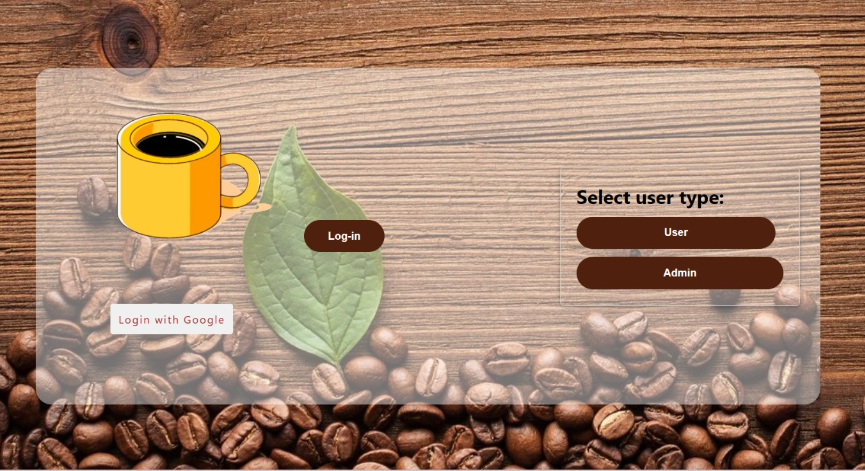 Select user type:
User
Log-in
Admin
Login with Google